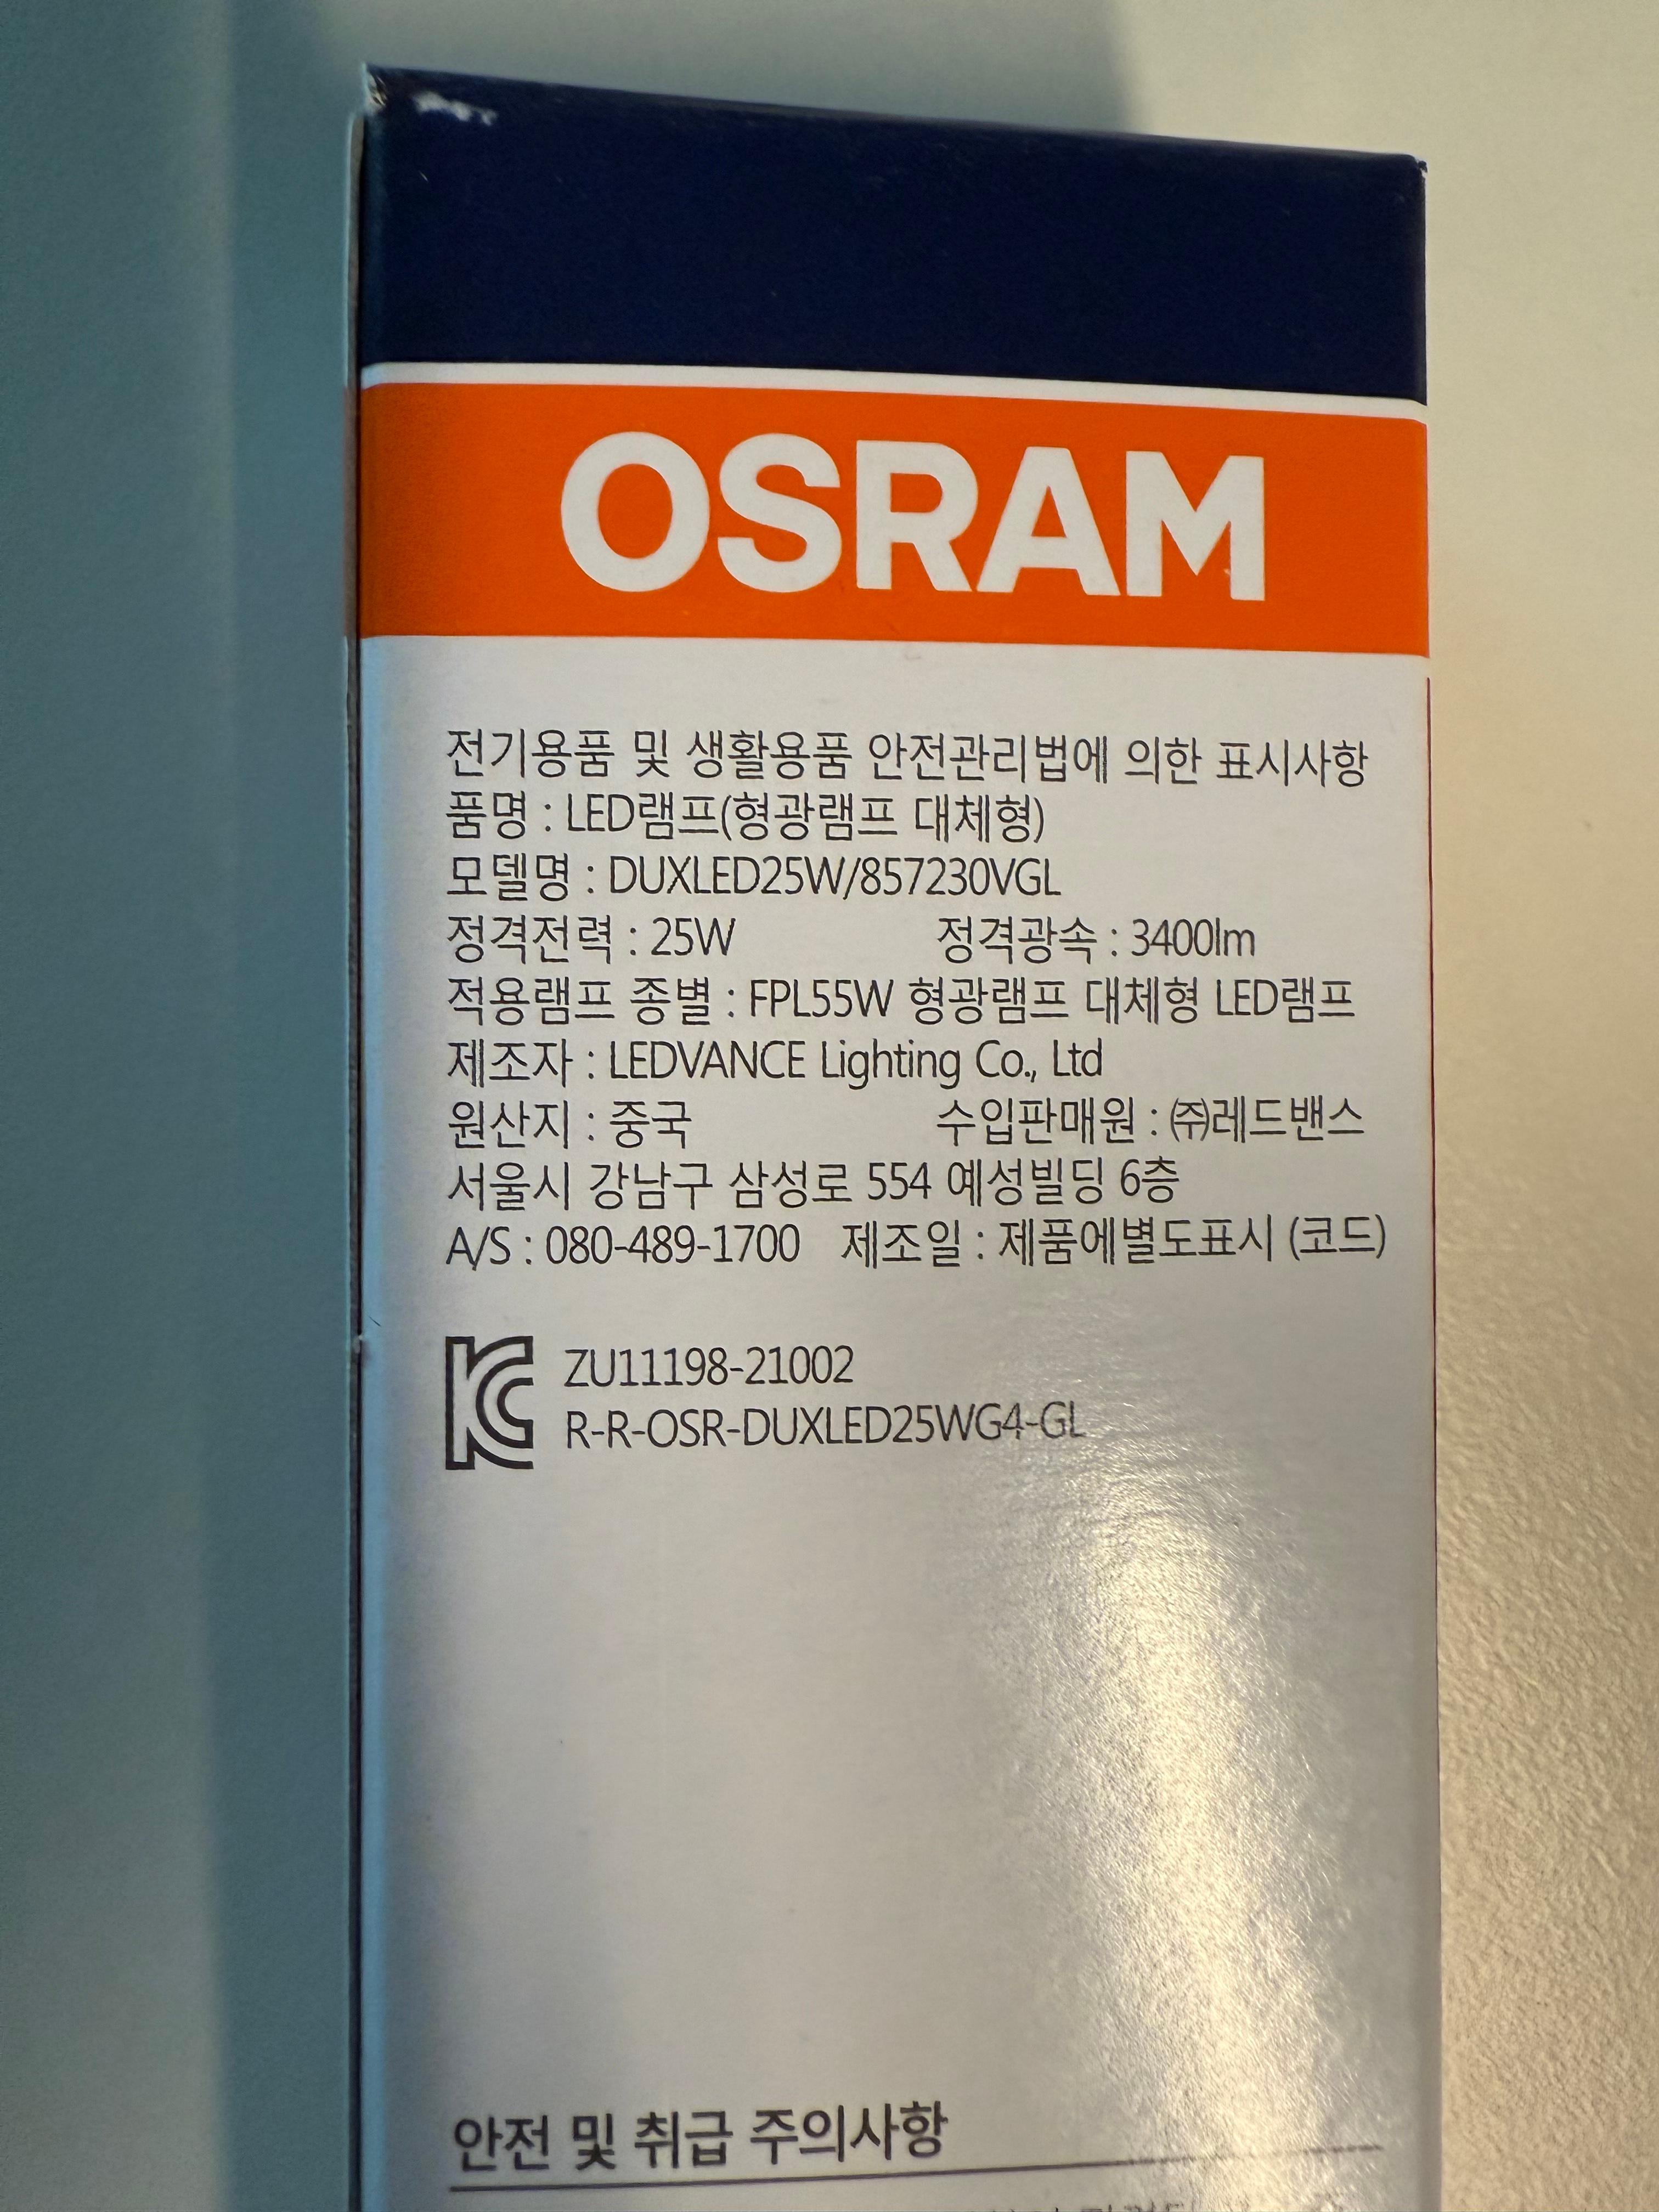 OSRAM
전기용품 및 생활용품 안전관리법에 의한 표시사항
품명 : LED램프(형광램프 대체형)
모델명 : DUXLED25W/857230VGL
정격전력 : 25W 정격광속 : 3400lm
적용램프 종별 : FPL55W 형광램프 대체형 LED램프
제조자 : LEDVANCE Lighting Co., Ltd
원산지 : 중국 수입판매원 : ㈜레드밴스
서울시 강남구 삼성로 554 예성빌딩 6층
A/S : 080-489-1700 제조일 : 제품에별도표시 (코드)
ZU11198-21002
R-R-OSR-DUXLED25WG4-GL
안전 및 취급 주의사항